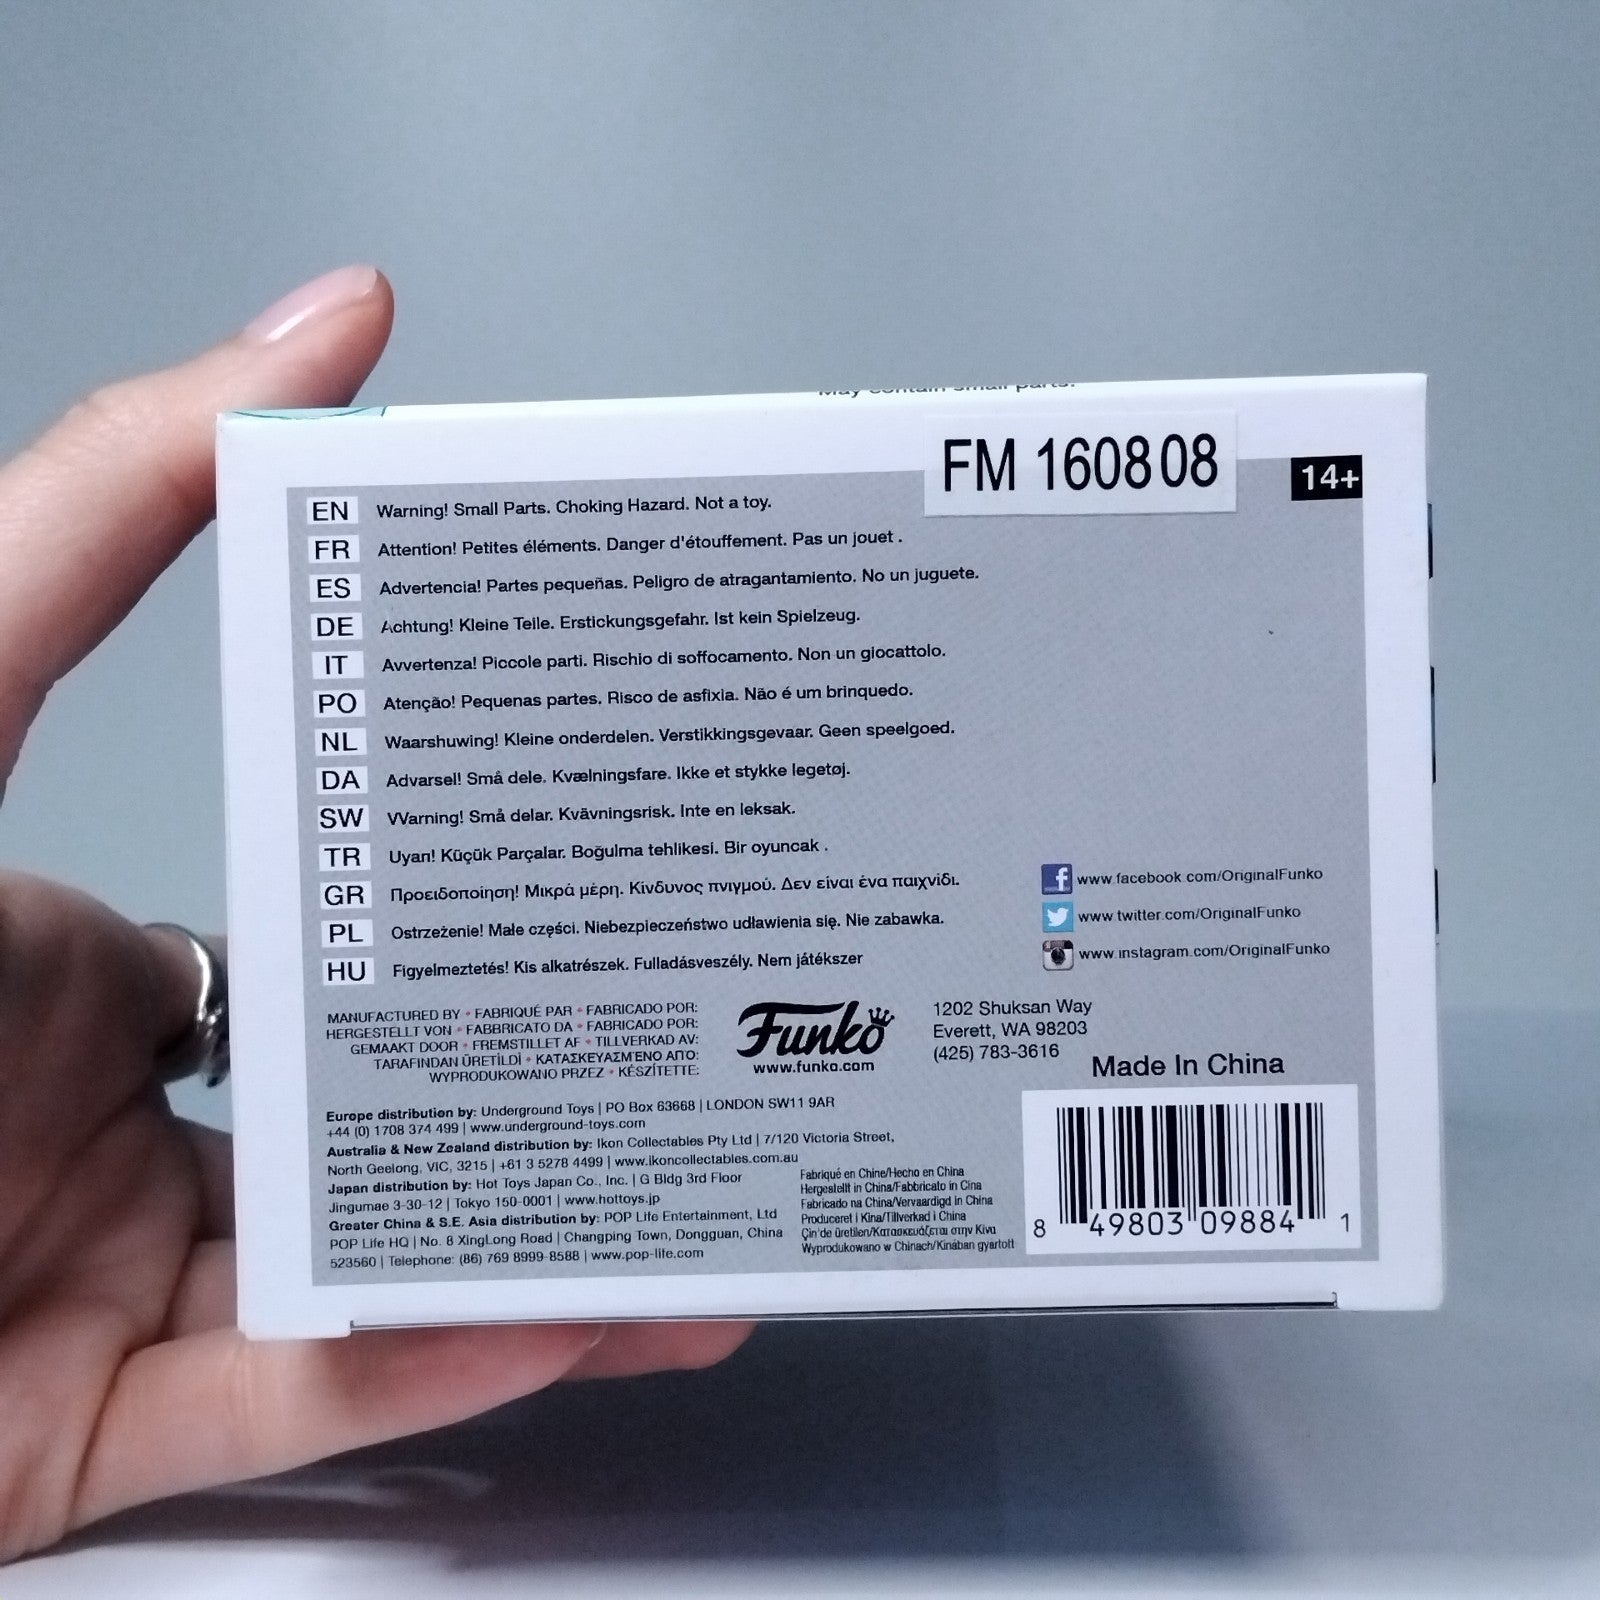 May contain small parts.
FM 160808
14+
EN Warning! Small Parts. Choking Hazard. Not a toy.
FR Attention! Petites éléments. Danger d'étouffement. Pas un jouet .
ES Advertencia! Partes pequeñas. Peligro de atragantamiento. No un juguete.
DE Achtung! Kleine Teile. Erstickungsgefahr. Ist kein Spielzeug.
IT Avvertenza! Piccole parti. Rischio di soffocamento. Non un giocattolo.
PO Atenção! Pequenas partes. Risco de asfixia. Não é um brinquedo.
NL Waarshuwing! Kleine onderdelen. Verstikkingsgevaar. Geen speelgoed.
DA Advarsel! Små dele. Kvælningsfare. Ikke et stykke legetøj.
SW Warning! Små delar. Kvävningsrisk. Inte en leksak.
TR Uyarı! Küçük Parçalar. Boğulma tehlikesi. Bir oyuncak .
GR Προειδοποίηση! Μικρά μέρη. Κίνδυνος πνιγμού. Δεν είναι ένα παιχνίδι.
PL Ostrzeżenie! Małe części. Niebezpieczeństwo udławienia się. Nie zabawka.
HU Figyelmeztetés! Kis alkatrészek. Fulladásveszély. Nem játékszer
f www.facebook.com/OriginalFunko
www.twitter.com/OriginalFunko
www.instagram.com/OriginalFunko
MANUFACTURED BY • FABRIQUÉ PAR • FABRICADO POR:
HERGESTELLT VON • FABBRICATO DA • FABRICADO POR:
GEMAAKT DOOR • FREMSTILLET AF • TILLVERKAD AV:
TARAFINDAN ÜRETİLDİ • ΚΑΤΑΣΚΕΥΑΣΜΈΝΟ ΑΠΌ:
WYPRODUKOWANO PRZEZ • KÉSZÍTETTE:
Funko
www.funko.com
1202 Shuksan Way
Everett, WA 98203
(425) 783-3616
Made In China
Europe distribution by: Underground Toys | PO Box 63668 | LONDON SW11 9AR
+44 (0) 1708 374 499 | www.underground-toys.com
Australia & New Zealand distribution by: Ikon Collectables Pty Ltd | 7/120 Victoria Street,
North Geelong, VIC, 3215 | +61 3 5278 4499 | www.ikoncollectables.com.au
Japan distribution by: Hot Toys Japan Co., Inc. | G Bldg 3rd Floor
Jingumae 3-30-12 | Tokyo 150-0001 | www.hottoys.jp
Greater China & S.E. Asia distribution by: POP Life Entertainment, Ltd
POP Life HQ | No. 8 XingLong Road | Changping Town, Dongguan, China
523560 | Telephone: (86) 769 8999-8588 | www.pop-life.com
Fabriqué en Chine/Hecho en China
Hergestellt in China/Fabbricato in Cina
Fabricado na China/Vervaardigd in China
Produceret i Kina/Tillverkad i China
Çin'de üretilen/Κατασκευάζεται στην Κίνα
Wyprodukowano w Chinach/Kínában gyártott
8 49803 09884 1